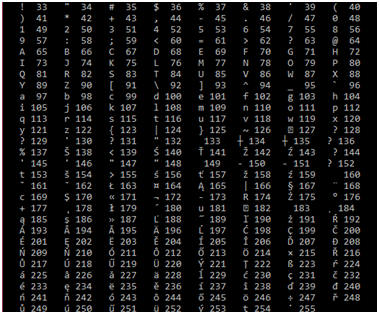 ! 33 " 34 # 35 $ 36 % 37 & 38 ' 39 ( 40
) 41 * 42 + 43 , 44 - 45 . 46 / 47 0 48
1 49 2 50 3 51 4 52 5 53 6 54 7 55 8 56
9 57 : 58 ; 59 < 60 = 61 > 62 ? 63 @ 64
A 65 B 66 C 67 D 68 E 69 F 70 G 71 H 72
I 73 J 74 K 75 L 76 M 77 N 78 O 79 P 80
Q 81 R 82 S 83 T 84 U 85 V 86 W 87 X 88
Y 89 Z 90 [ 91 \ 92 ] 93 ^ 94 _ 95 ` 96
a 97 b 98 c 99 d 100 e 101 f 102 g 103 h 104
i 105 j 106 k 107 l 108 m 109 n 110 o 111 p 112
q 113 r 114 s 115 t 116 u 117 v 118 w 119 x 120
y 121 z 122 { 123 | 124 } 125 ~ 126 127 ? 128
? 129 ' 130 ? 131 " 132 133 ┼ 134 ┼ 135 ? 136
% 137 Š 138 < 139 Ś 140 Ť 141 Ž 142 Ź 143 ? 144
' 145 ' 146 " 147 " 148 149 - 150 - 151 ? 152
t 153 š 154 > 155 ś 156 ť 157 ž 158 ź 159 160
ˇ 161 ˘ 162 Ł 163 ¤ 164 Ą 165 | 166 § 167 ¨ 168
c 169 Ş 170 « 171 ¬ 172 - 173 R 174 Ż 175 ° 176
+ 177 ˛ 178 ł 179 ´ 180 u 181 182 183 ¸ 184
ą 185 ş 186 » 187 Ľ 188 ˝ 189 ľ 190 ż 191 Ŕ 192
Á 193 Â 194 Ă 195 Ä 196 Ĺ 197 Ć 198 Ç 199 Č 200
É 201 Ę 202 Ë 203 Ě 204 Í 205 Î 206 Ď 207 Đ 208
Ń 209 Ň 210 Ó 211 Ô 212 Ő 213 Ö 214 × 215 Ř 216
Ů 217 Ú 218 Ű 219 Ü 220 Ý 221 Ţ 222 ß 223 ŕ 224
á 225 â 226 ă 227 ä 228 ĺ 229 ć 230 ç 231 č 232
é 233 ę 234 ë 235 ě 236 í 237 î 238 ď 239 đ 240
ń 241 ň 242 ó 243 ô 244 ő 245 ö 246 ÷ 247 ř 248
ů 249 ú 250 ű 251 ü 252 ý 253 ţ 254 ˙ 255